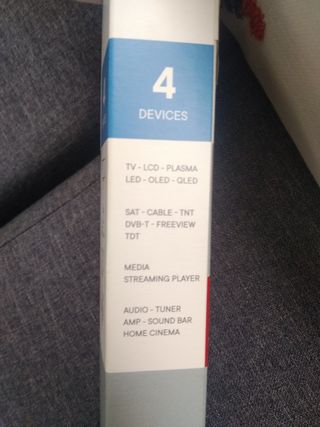 4
DEVICES
TV - LCD - PLASMA
LED - OLED - QLED
SAT - CABLE - TNT
DVB-T - FREEVIEW
TDT
MEDIA
STREAMING PLAYER
AUDIO - TUNER
AMP - SOUND BAR
HOME CINEMA